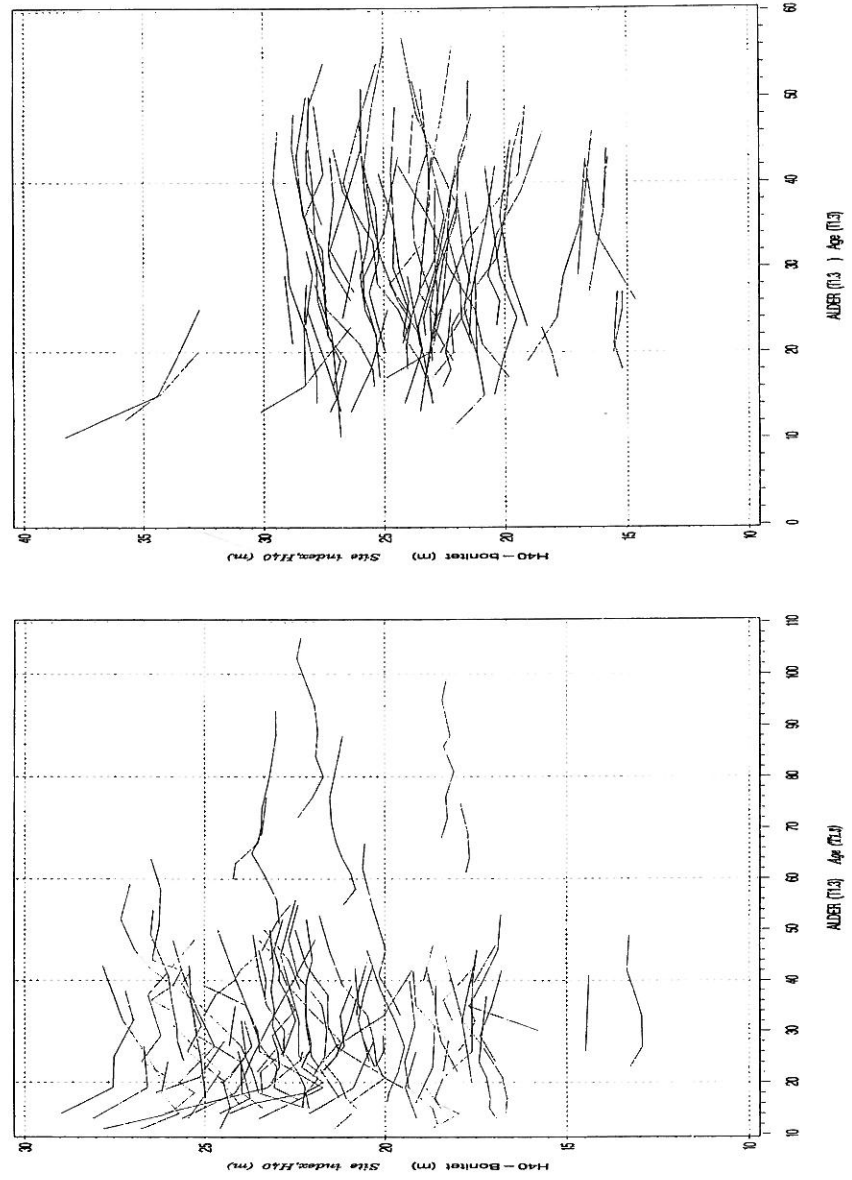 40
35
30
25
20
15
10
H40-bonitet (m) Site index, H40 (m)
0 10 20 30 40 50 60
ALDER (T1.3 ) Age (T1.3)
30
25
20
15
10
H40-Bonitet (m) Site index, H40 (m)
10 20 30 40 50 60 70 80 90 100 110
ALDER (T1.3) Age (T1.3)